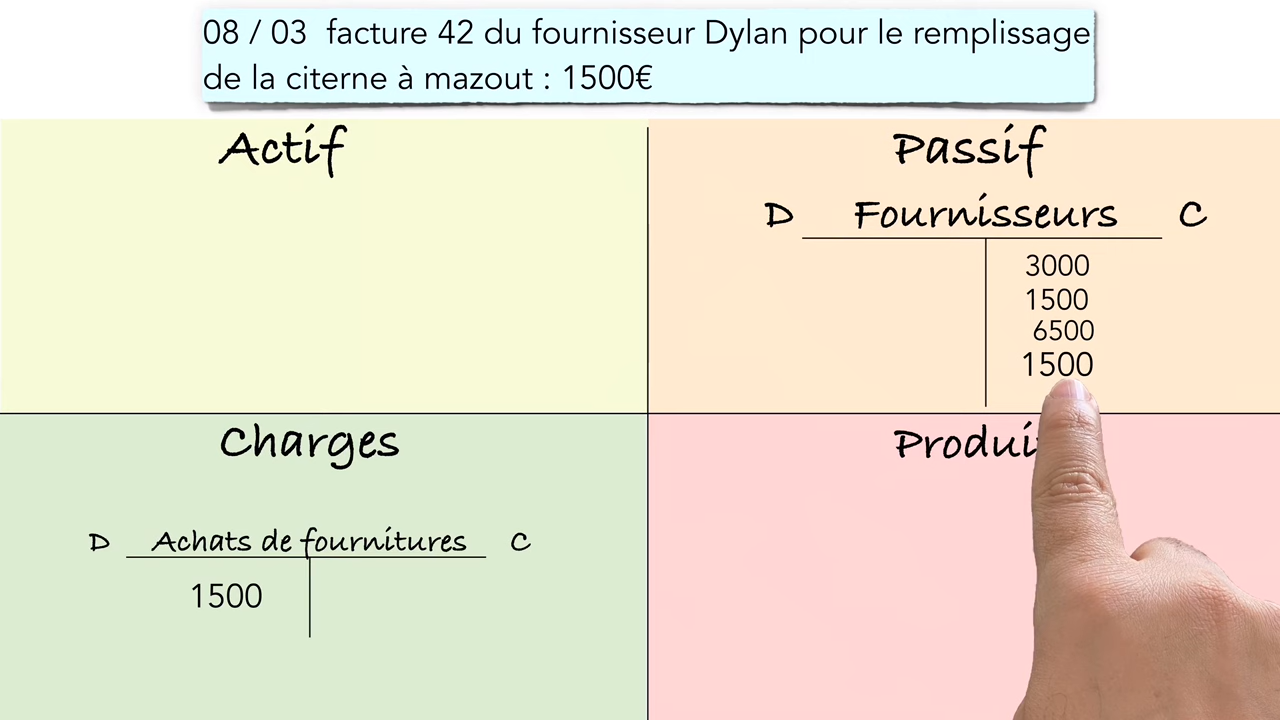 08 / 03 facture 42 du fournisseur Dylan pour le remplissage
de la citerne à mazout : 1500€
Actif
Passif
D Fournisseurs C
3000
1500
6500
1500
Charges
Produi
D Achats de fournitures C
1500